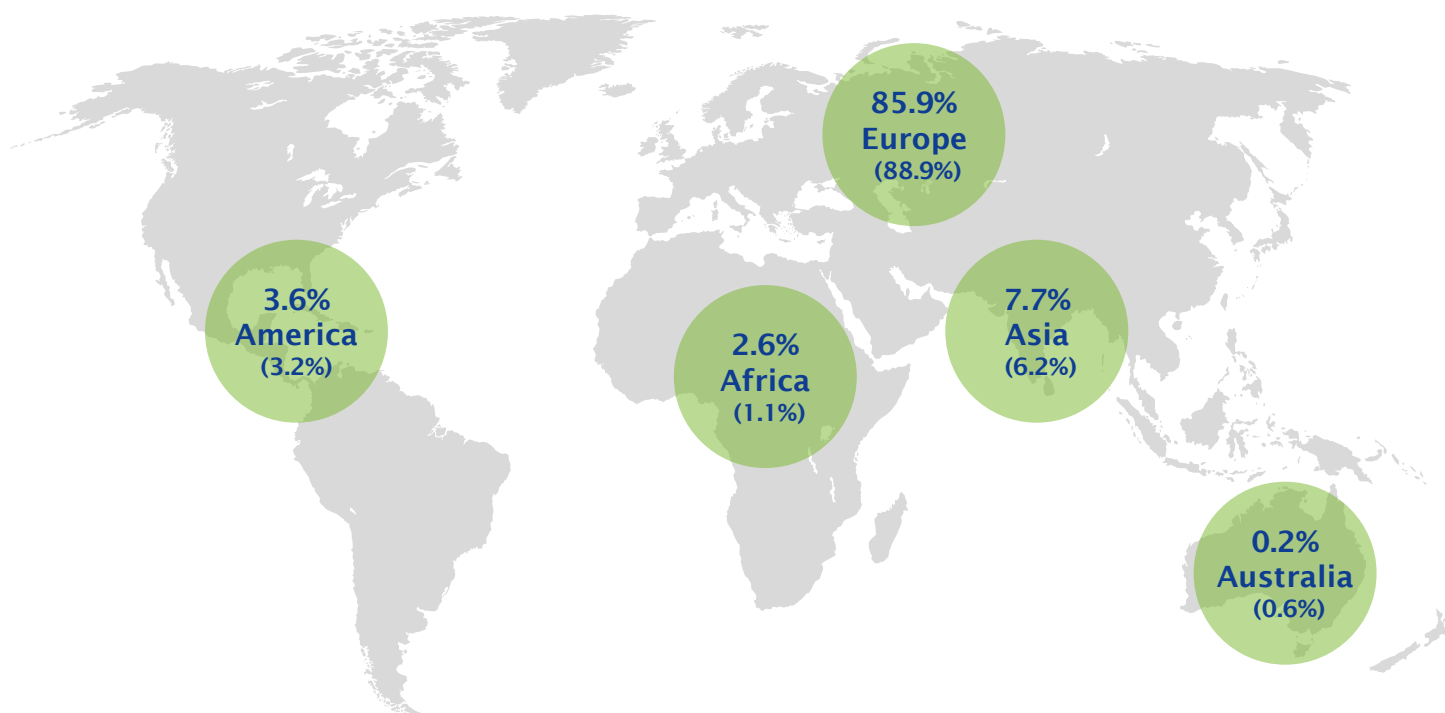 85.9%
Europe
(88.9%)
3.6%
America
(3.2%)
2.6%
Africa
(1.1%)
7.7%
Asia
(6.2%)
0.2%
Australia
(0.6%)